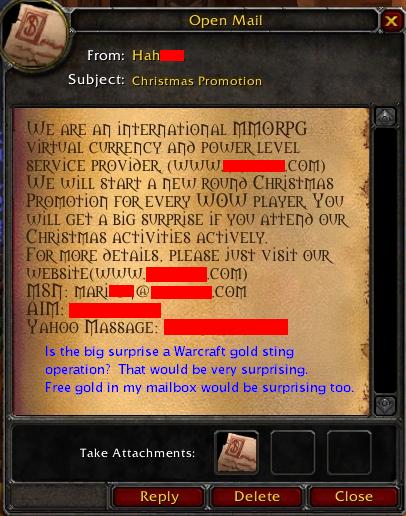 Open Mail
From: Hah
Subject: Christmas Promotion
We are an international MMORPG
virtual currency and power level
service provider (www. .com)
We will start a new round Christmas
Promotion for every WOW player. You
will get a big surprise if you attend our
Christmas activities actively.
For more details, please just visit our
website(www. .com)
MSN: mari @ .com
AIM:
Yahoo Massage:
Is the big surprise a Warcraft gold sting
operation? That would be very surprising.
Free gold in my mailbox would be surprising too.
Take Attachments:
Reply Delete Close